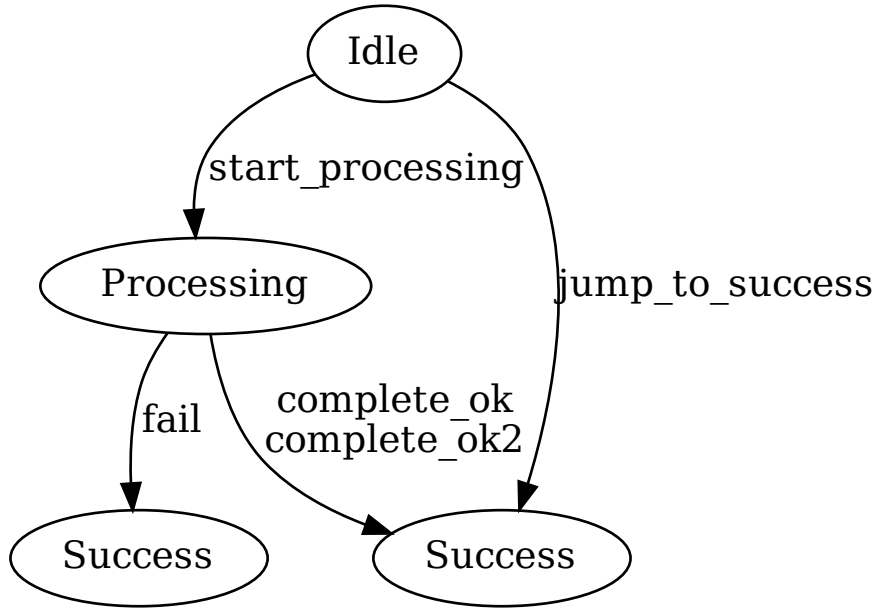 Idle
start_processing
Processing
jump_to_success
complete_ok
fail
complete_ok2
Success
Success